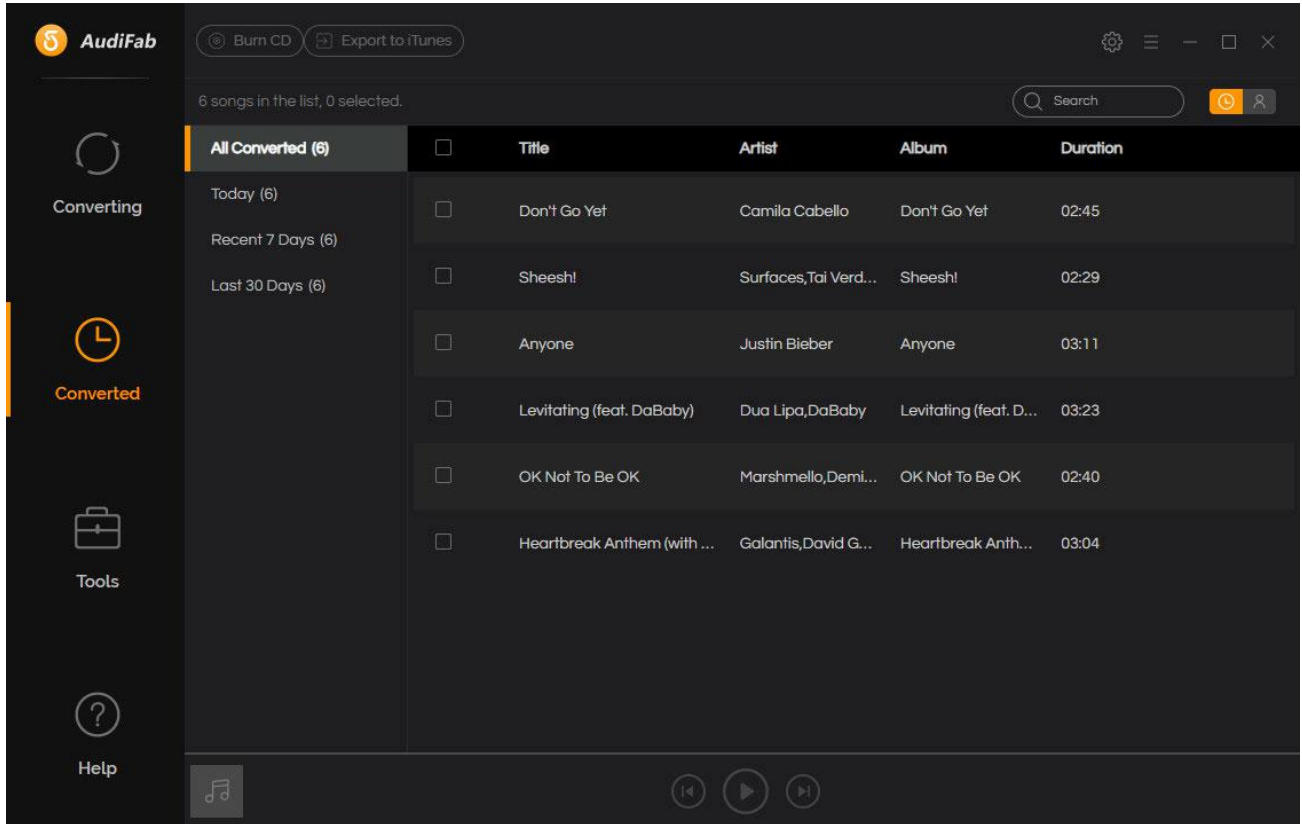 AudiFab
Burn CD Export to iTunes
6 songs in the list, 0 selected.
Search
Converting
Converted
Tools
Help
All Converted (6)
Today (6)
Recent 7 Days (6)
Last 30 Days (6)
Title Artist Album Duration
Don't Go Yet Camila Cabello Don't Go Yet 02:45
Sheesh! Surfaces,Tai Verd... Sheesh! 02:29
Anyone Justin Bieber Anyone 03:11
Levitating (feat. DaBaby) Dua Lipa,DaBaby Levitating (feat. D... 03:23
OK Not To Be OK Marshmello,Demi... OK Not To Be OK 02:40
Heartbreak Anthem (with ... Galantis,David G... Heartbreak Anth... 03:04